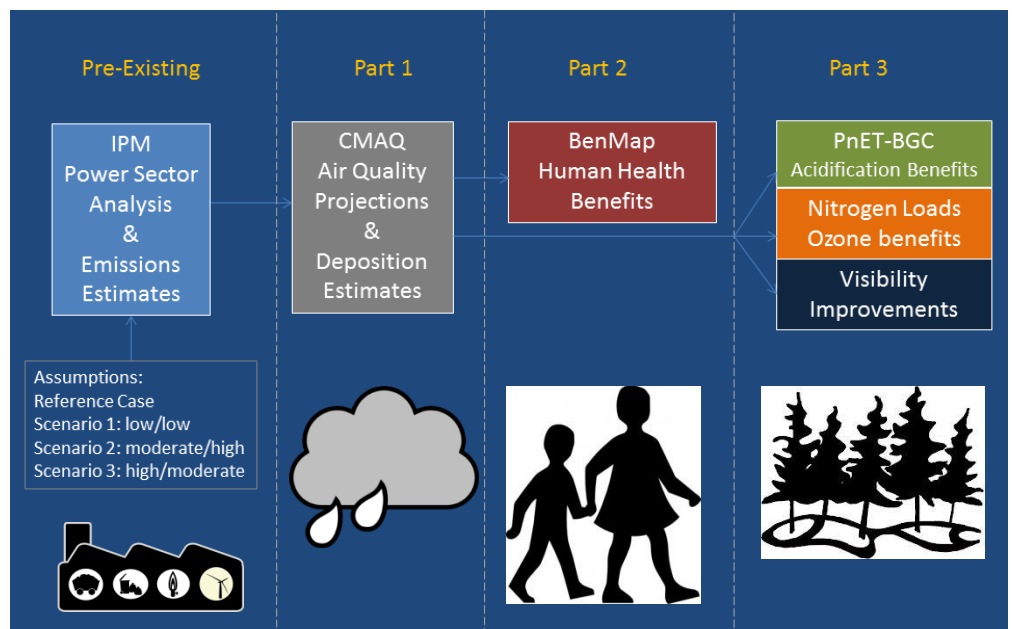 Pre-Existing
Part 1
Part 2
Part 3
IPM
Power Sector
Analysis
&
Emissions
Estimates
CMAQ
Air Quality
Projections
&
Deposition
Estimates
BenMap
Human Health
Benefits
PnET-BGC
Acidification Benefits
Nitrogen Loads
Ozone benefits
Visibility
Improvements
Assumptions:
Reference Case
Scenario 1: low/low
Scenario 2: moderate/high
Scenario 3: high/moderate